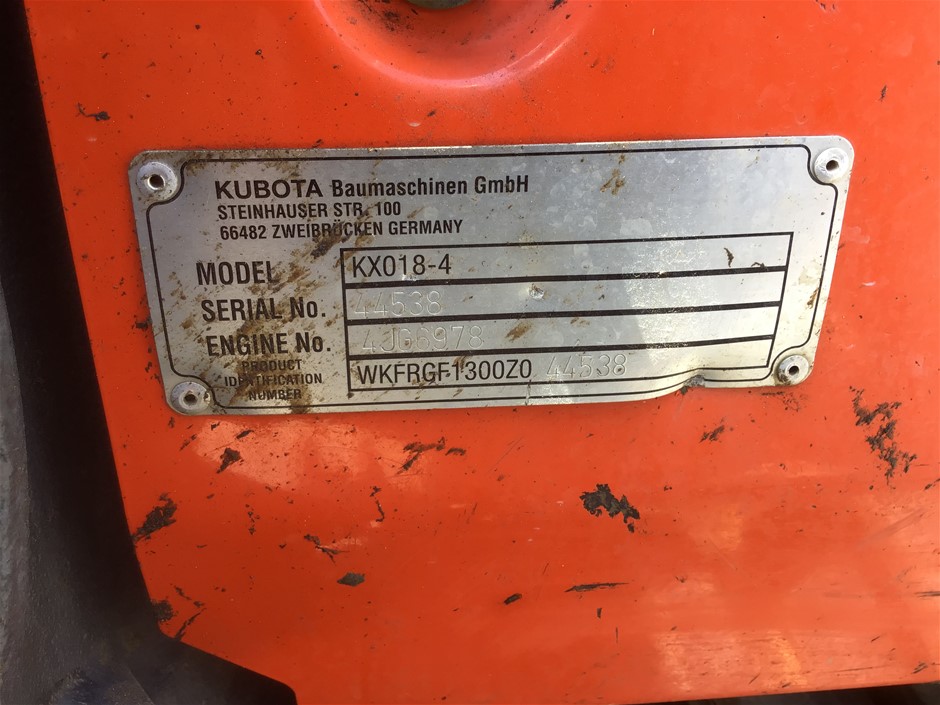 KUBOTA Baumaschinen GmbH
STEINHAUSER STR. 100
66482 ZWEIBRÜCKEN GERMANY
MODEL KX018-4
SERIAL No. 44538
ENGINE No. 4JG6978
PRODUCT
IDENTIFICATION
NUMBER
WKFRGF1300Z0 44538